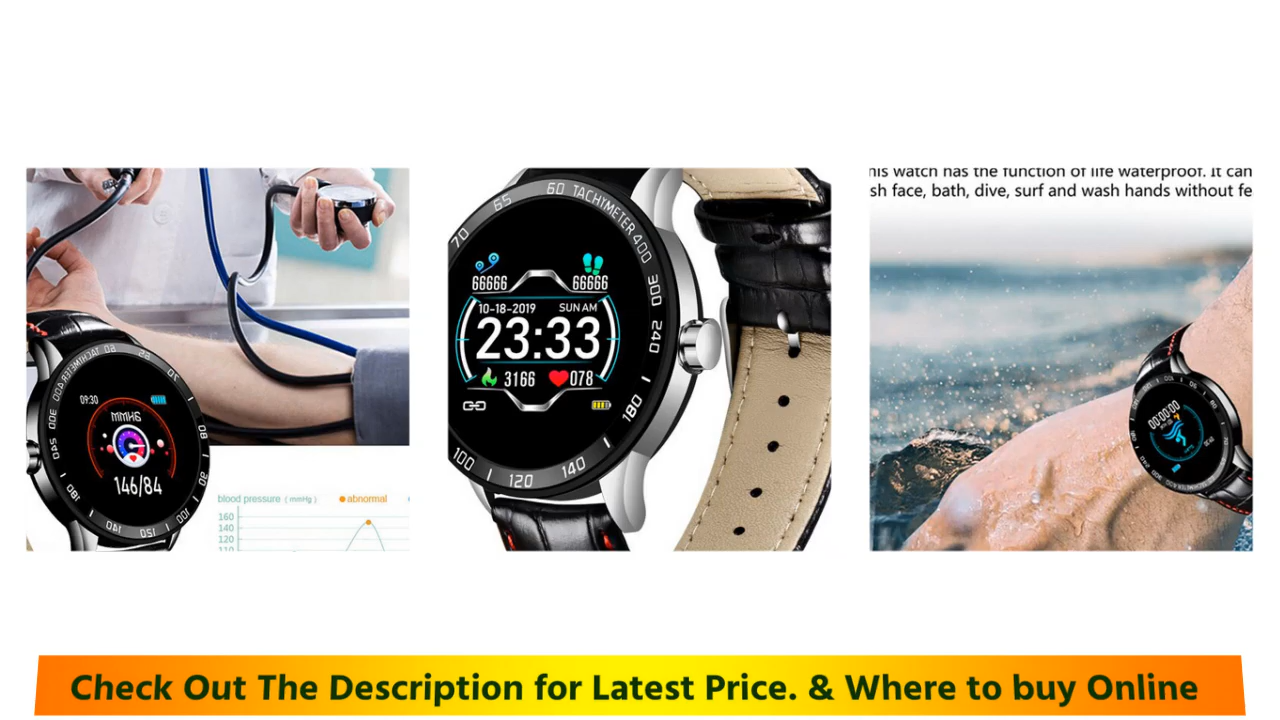 his watch has the function of life waterproof. It can
sh face, bath, dive, surf and wash hands without fe
60 TACHYMETER 400 300 240 180 140 120 100
65
70
66666 66666
10-18-2019 SUN AM
23:33
3166 078
09:30
MMHG
146/84
blood pressure ( mmHg ) abnormal
160
140
120
110
00:00:00
Check Out The Description for Latest Price. & Where to buy Online